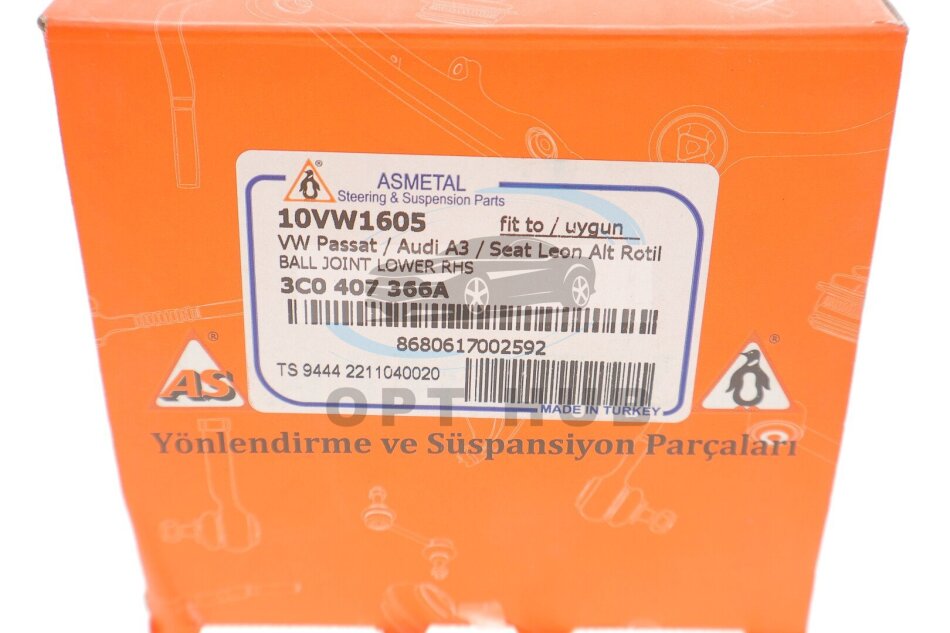 ASMETAL
Steering & Suspension Parts
10VW1605 fit to / uygun
VW Passat / Audi A3 / Seat Leon Alt Rotil
BALL JOINT LOWER RHS
3C0 407 366A
8680617002592
TS 9444 2211040020
MADE IN TURKEY
AS
OPT HUB
Yönlendirme ve Süspansiyon Parçaları